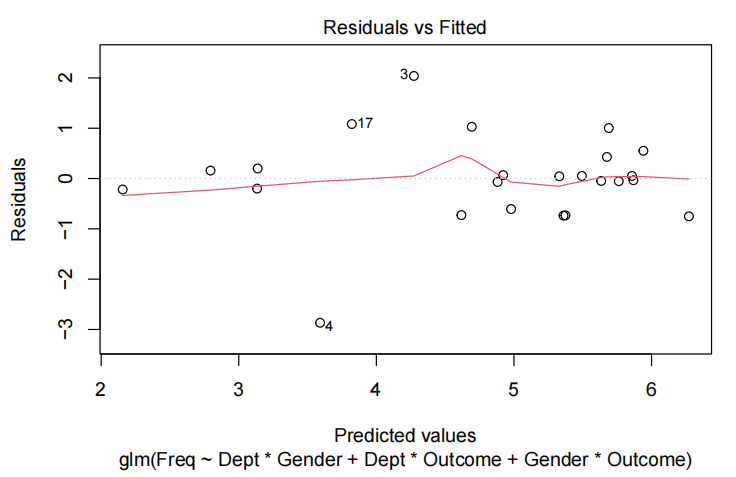 Residuals vs Fitted
Residuals
2
1
0
−1
−2
−3
3
17
4
2 3 4 5 6
Predicted values
glm(Freq ~ Dept * Gender + Dept * Outcome + Gender * Outcome)